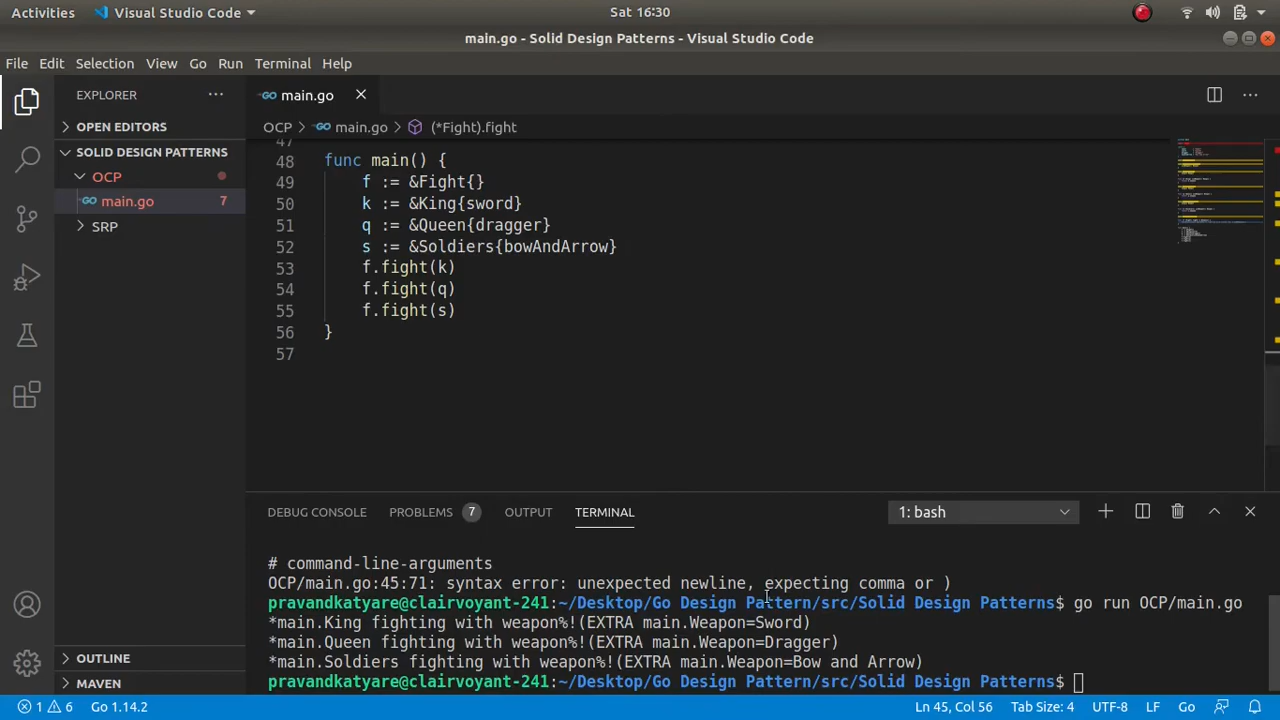 Activities Visual Studio Code Sat 16:30
main.go - Solid Design Patterns - Visual Studio Code
File Edit Selection View Go Run Terminal Help
EXPLORER ··· main.go
OPEN EDITORS
OCP > main.go > (*Fight).fight
SOLID DESIGN PATTERNS
OCP
main.go 7
SRP
47
48 func main() {
49 f := &Fight{}
50 k := &King{sword}
51 q := &Queen{dragger}
52 s := &Soldiers{bowAndArrow}
53 f.fight(k)
54 f.fight(q)
55 f.fight(s)
56 }
57
DEBUG CONSOLE PROBLEMS 7 OUTPUT TERMINAL 1: bash
# command-line-arguments
OCP/main.go:45:71: syntax error: unexpected newline, expecting comma or )
pravandkatyare@clairvoyant-241:~/Desktop/Go Design Pattern/src/Solid Design Patterns$ go run OCP/main.go
*main.King fighting with weapon%!(EXTRA main.Weapon=Sword)
*main.Queen fighting with weapon%!(EXTRA main.Weapon=Dragger)
*main.Soldiers fighting with weapon%!(EXTRA main.Weapon=Bow and Arrow)
pravandkatyare@clairvoyant-241:~/Desktop/Go Design Pattern/src/Solid Design Patterns$
OUTLINE
MAVEN
1 6 Go 1.14.2 Ln 45, Col 56 Tab Size: 4 UTF-8 LF Go